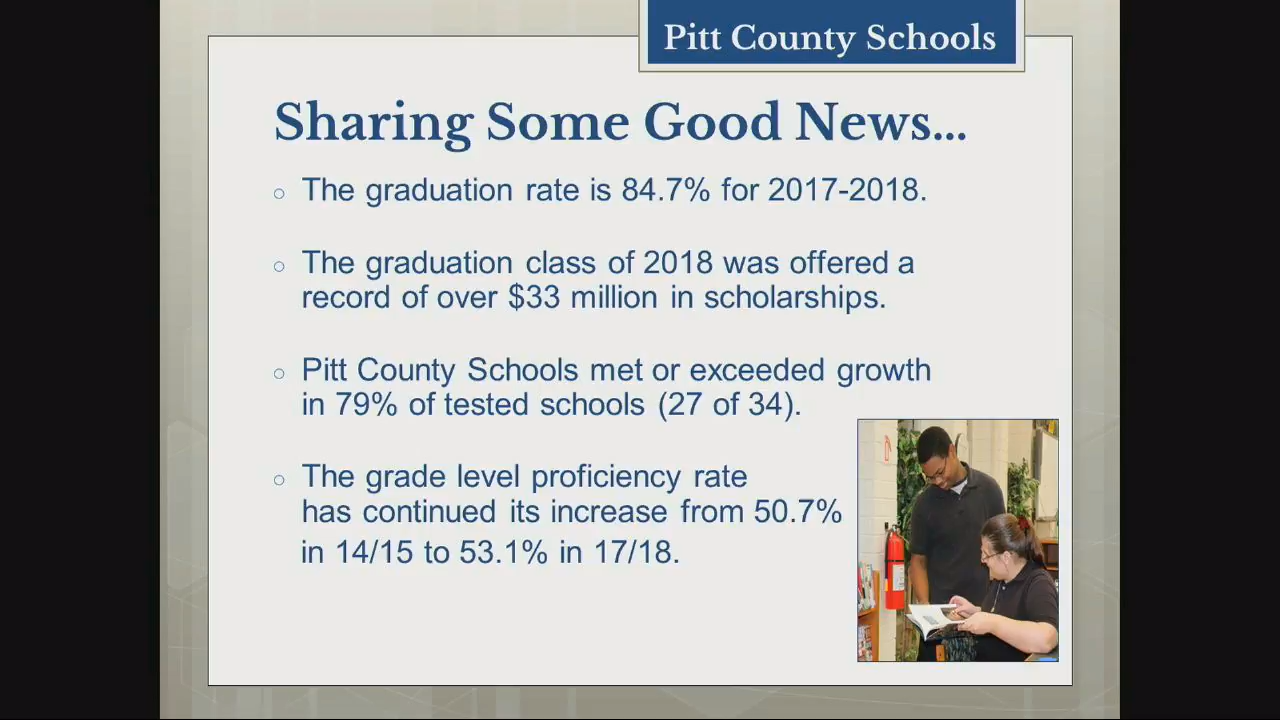 Pitt County Schools
Sharing Some Good News...
○ The graduation rate is 84.7% for 2017-2018.
○ The graduation class of 2018 was offered a
record of over $33 million in scholarships.
○ Pitt County Schools met or exceeded growth
in 79% of tested schools (27 of 34).
○ The grade level proficiency rate
has continued its increase from 50.7%
in 14/15 to 53.1% in 17/18.